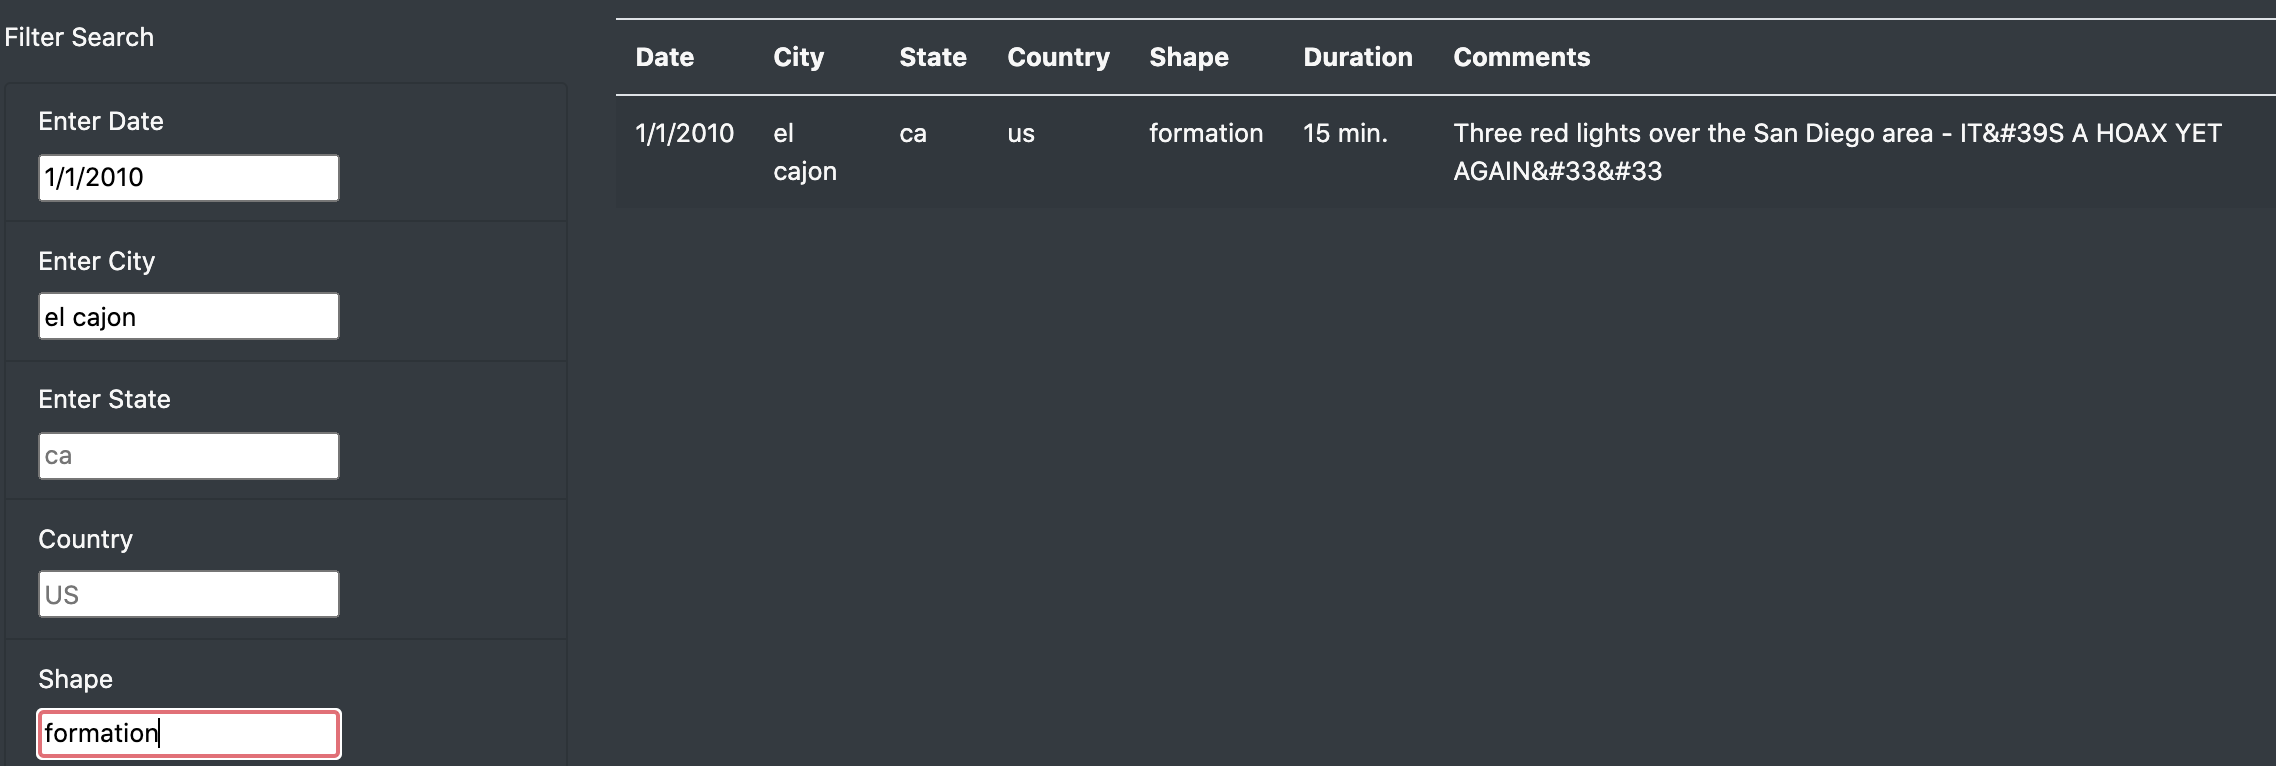 Filter Search
Enter Date
1/1/2010
Enter City
el cajon
Enter State
ca
Country
US
Shape
formation
Date City State Country Shape Duration Comments
1/1/2010 el ca us formation 15 min. Three red lights over the San Diego area - IT&#39S A HOAX YET
cajon AGAIN&#33&#33